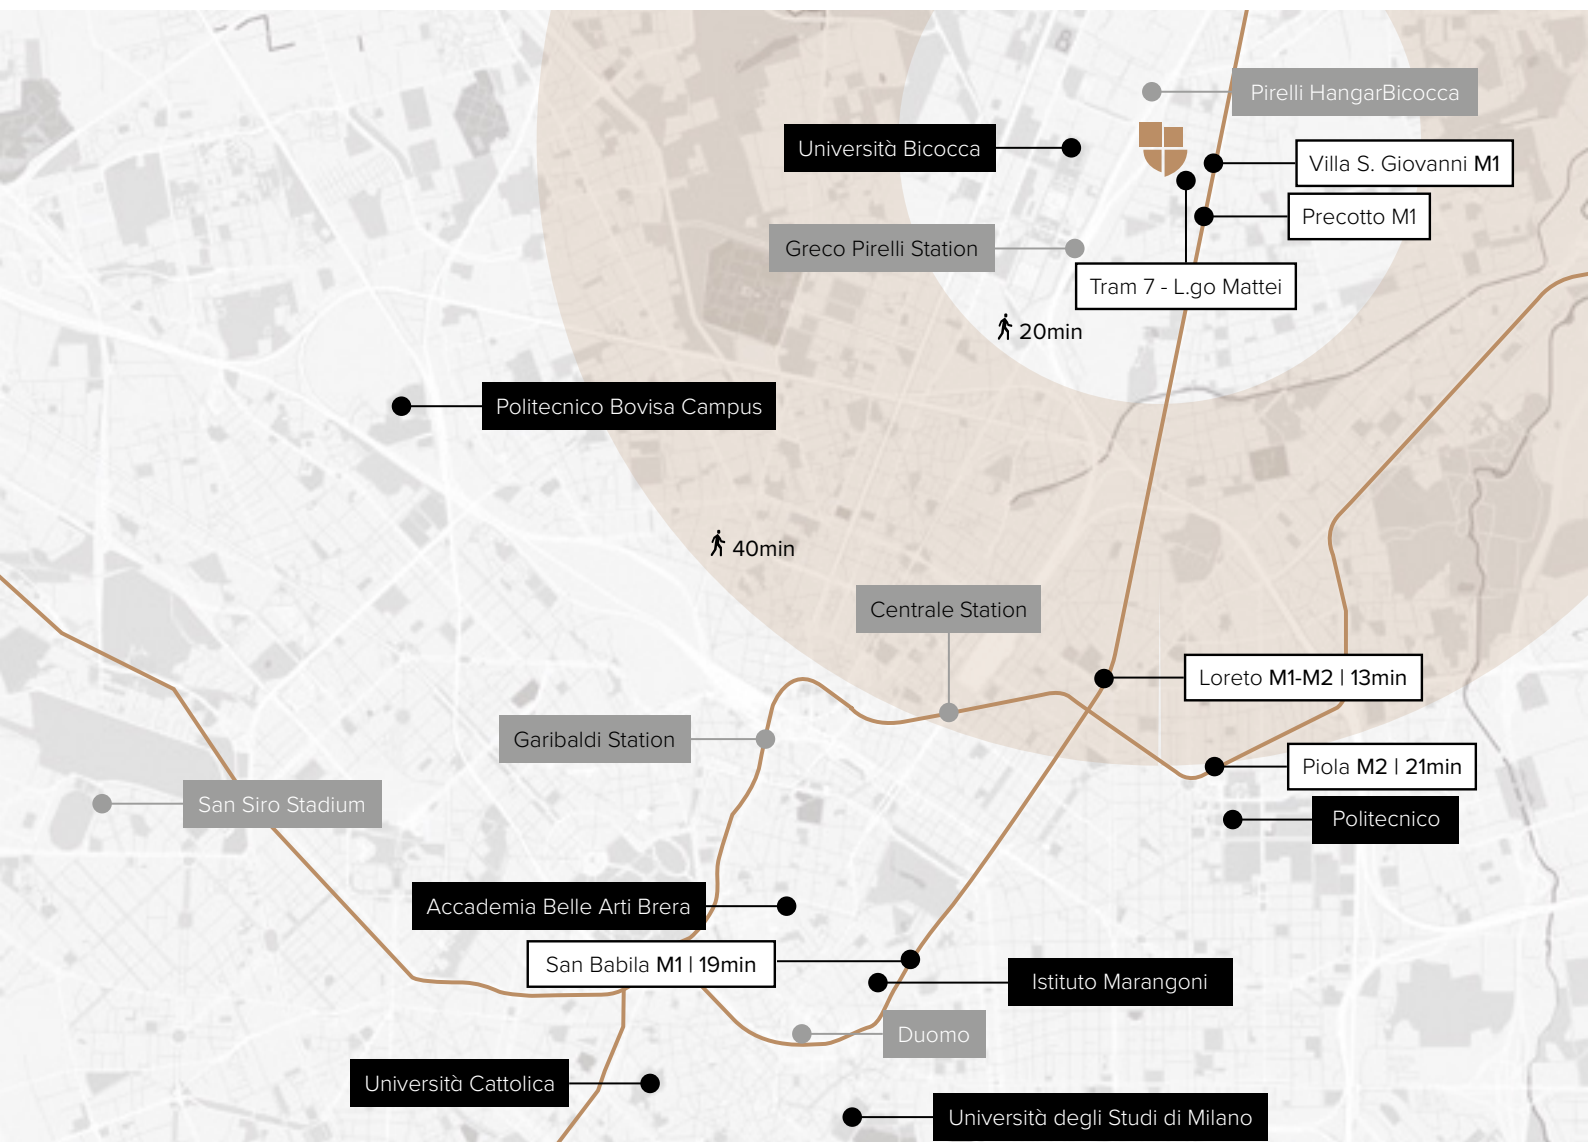 Pirelli HangarBicocca
Università Bicocca
Villa S. Giovanni M1
Precotto M1
Greco Pirelli Station
Tram 7 - L.go Mattei
20min
Politecnico Bovisa Campus
40min
Centrale Station
Loreto M1-M2 | 13min
Garibaldi Station
Piola M2 | 21min
San Siro Stadium
Politecnico
Accademia Belle Arti Brera
San Babila M1 | 19min
Istituto Marangoni
Duomo
Università Cattolica
Università degli Studi di Milano